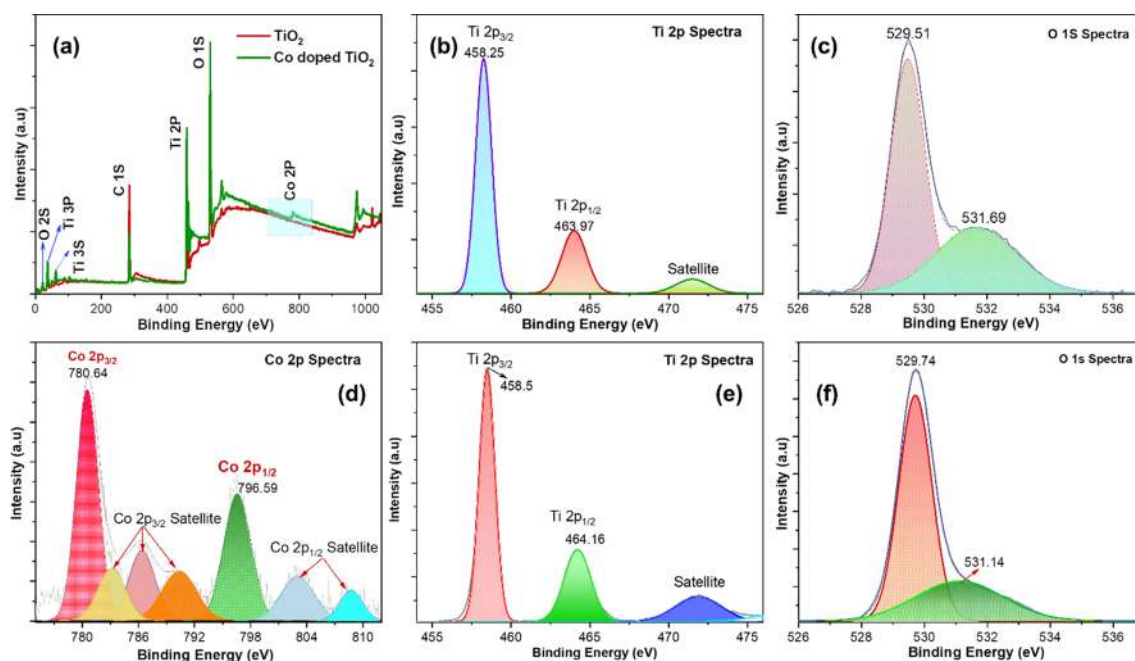 (a)
TiO2
Co doped TiO2
O 2S
Ti 3P
Ti 3S
C 1S
Ti 2P
O 1S
Co 2P
Intensity (a.u)
0 200 400 600 800 1000
Binding Energy (eV)
(b)
Ti 2p Spectra
Ti 2p3/2
458.25
Ti 2p1/2
463.97
Satellite
Intensity (a.u)
455 460 465 470 475
Binding Energy (eV)
(c)
O 1S Spectra
529.51
531.69
Intensity (a.u)
526 528 530 532 534 536
Binding Energy (eV)
Co 2p Spectra
(d)
Co 2p3/2
780.64
Co 2p1/2
796.59
Co 2p3/2 Satellite
Co 2p1/2 Satellite
Intensity (a.u)
780 786 792 798 804 810
Binding Energy (eV)
Ti 2p Spectra
(e)
Ti 2p3/2
458.5
Ti 2p1/2
464.16
Satellite
Intensity (a.u)
455 460 465 470 475
Binding Energy (eV)
O 1s Spectra
(f)
529.74
531.14
Intensity (a.u)
526 528 530 532 534 536
Binding Energy (eV)